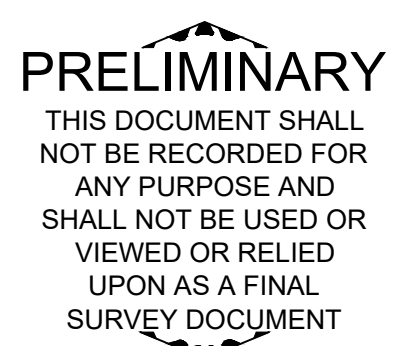 PRELIMINARY
THIS DOCUMENT SHALL
NOT BE RECORDED FOR
ANY PURPOSE AND
SHALL NOT BE USED OR
VIEWED OR RELIED
UPON AS A FINAL
SURVEY DOCUMENT